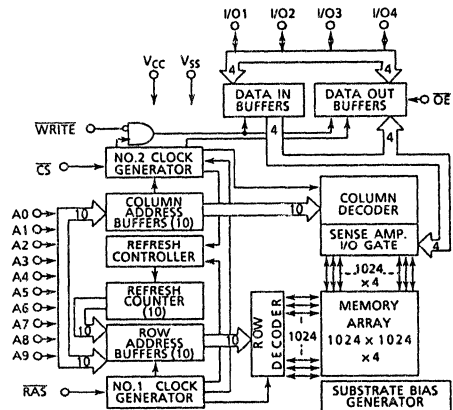 I/O1 I/O2 I/O3 I/O4
VCC VSS
4 4
DATA IN BUFFERS
DATA OUT BUFFERS
OE
WRITE
4
CS
NO.2 CLOCK GENERATOR
A0
A1
A2
A3
A4
A5
A6
A7
A8
A9
10
COLUMN ADDRESS BUFFERS (10)
10
COLUMN DECODER
SENSE AMP. I/O GATE
4
REFRESH CONTROLLER
REFRESH COUNTER (10)
1024 × 4
10
10
ROW ADDRESS BUFFERS (10)
10
ROW DECODER
1024
MEMORY ARRAY 1024 × 1024 × 4
RAS
NO.1 CLOCK GENERATOR
SUBSTRATE BIAS GENERATOR